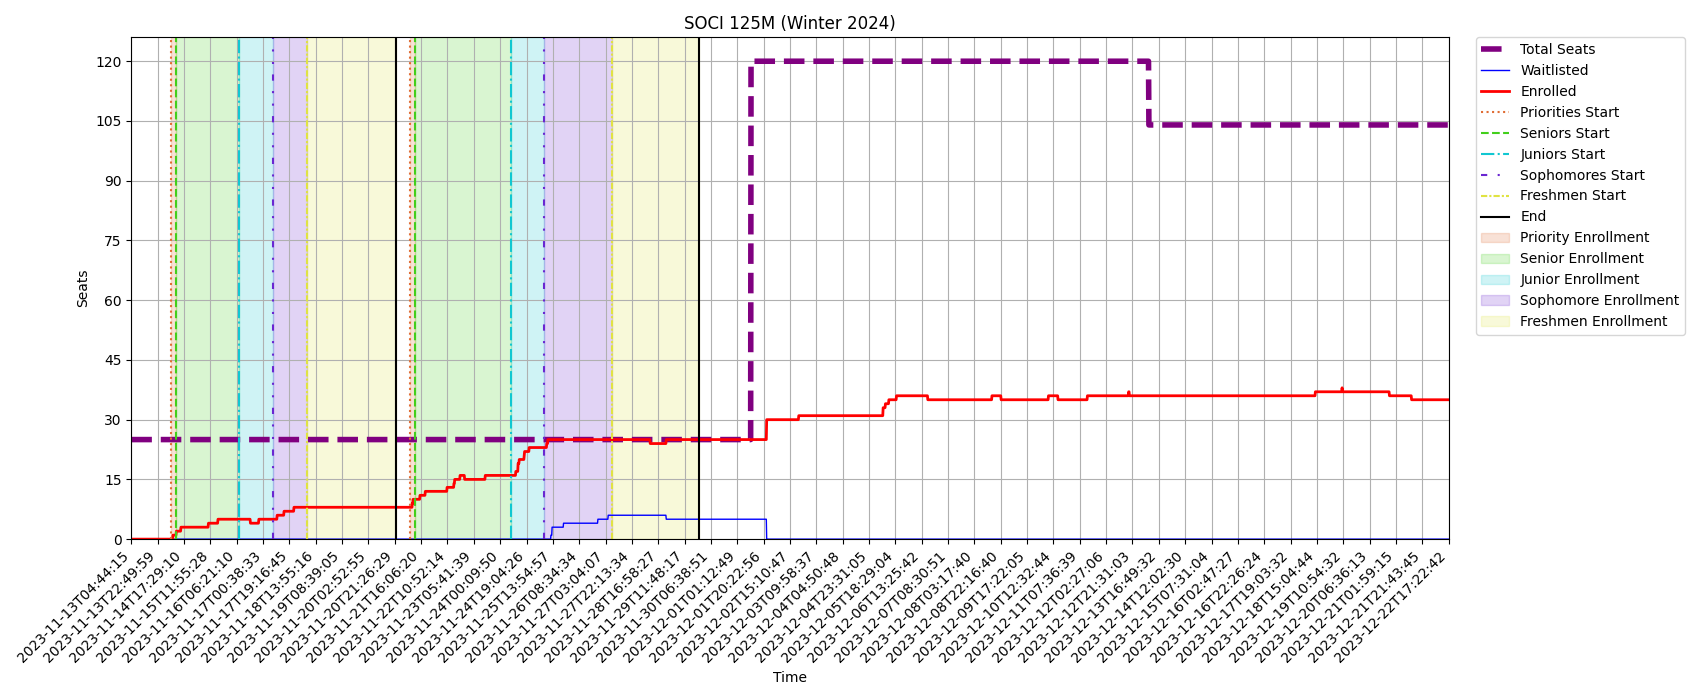 SOCI 125M (Winter 2024)
Seats
120
105
90
75
60
45
30
15
0
2023-11-13T04:44:15
2023-11-13T22:49:59
2023-11-14T17:29:10
2023-11-15T11:55:28
2023-11-16T06:21:16
2023-11-17T00:38:33
2023-11-17T19:16:45
2023-11-18T13:55:16
2023-11-19T08:39:05
2023-11-20T02:52:55
2023-11-20T21:26:29
2023-11-21T16:06:20
2023-11-22T10:52:14
2023-11-23T05:41:39
2023-11-24T00:09:50
2023-11-24T19:04:26
2023-11-25T13:54:57
2023-11-26T08:34:34
2023-11-27T03:04:07
2023-11-27T22:13:34
2023-11-28T16:58:27
2023-11-29T11:48:17
2023-11-30T06:38:51
2023-12-01T01:12:49
2023-12-01T20:22:56
2023-12-02T15:10:47
2023-12-03T09:58:37
2023-12-04T04:50:48
2023-12-04T23:31:05
2023-12-05T18:29:04
2023-12-06T13:25:42
2023-12-07T08:30:51
2023-12-08T03:17:40
2023-12-08T22:16:40
2023-12-09T17:22:05
2023-12-10T12:32:44
2023-12-11T07:36:39
2023-12-12T02:27:06
2023-12-12T21:31:03
2023-12-13T16:49:32
2023-12-14T12:02:30
2023-12-15T07:31:04
2023-12-16T02:47:27
2023-12-16T22:26:24
2023-12-17T19:03:32
2023-12-18T15:04:44
2023-12-19T10:54:32
2023-12-20T06:36:13
2023-12-21T01:59:15
2023-12-21T21:43:45
2023-12-22T17:22:42
Time
Total Seats
Waitlisted
Enrolled
Priorities Start
Seniors Start
Juniors Start
Sophomores Start
Freshmen Start
End
Priority Enrollment
Senior Enrollment
Junior Enrollment
Sophomore Enrollment
Freshmen Enrollment